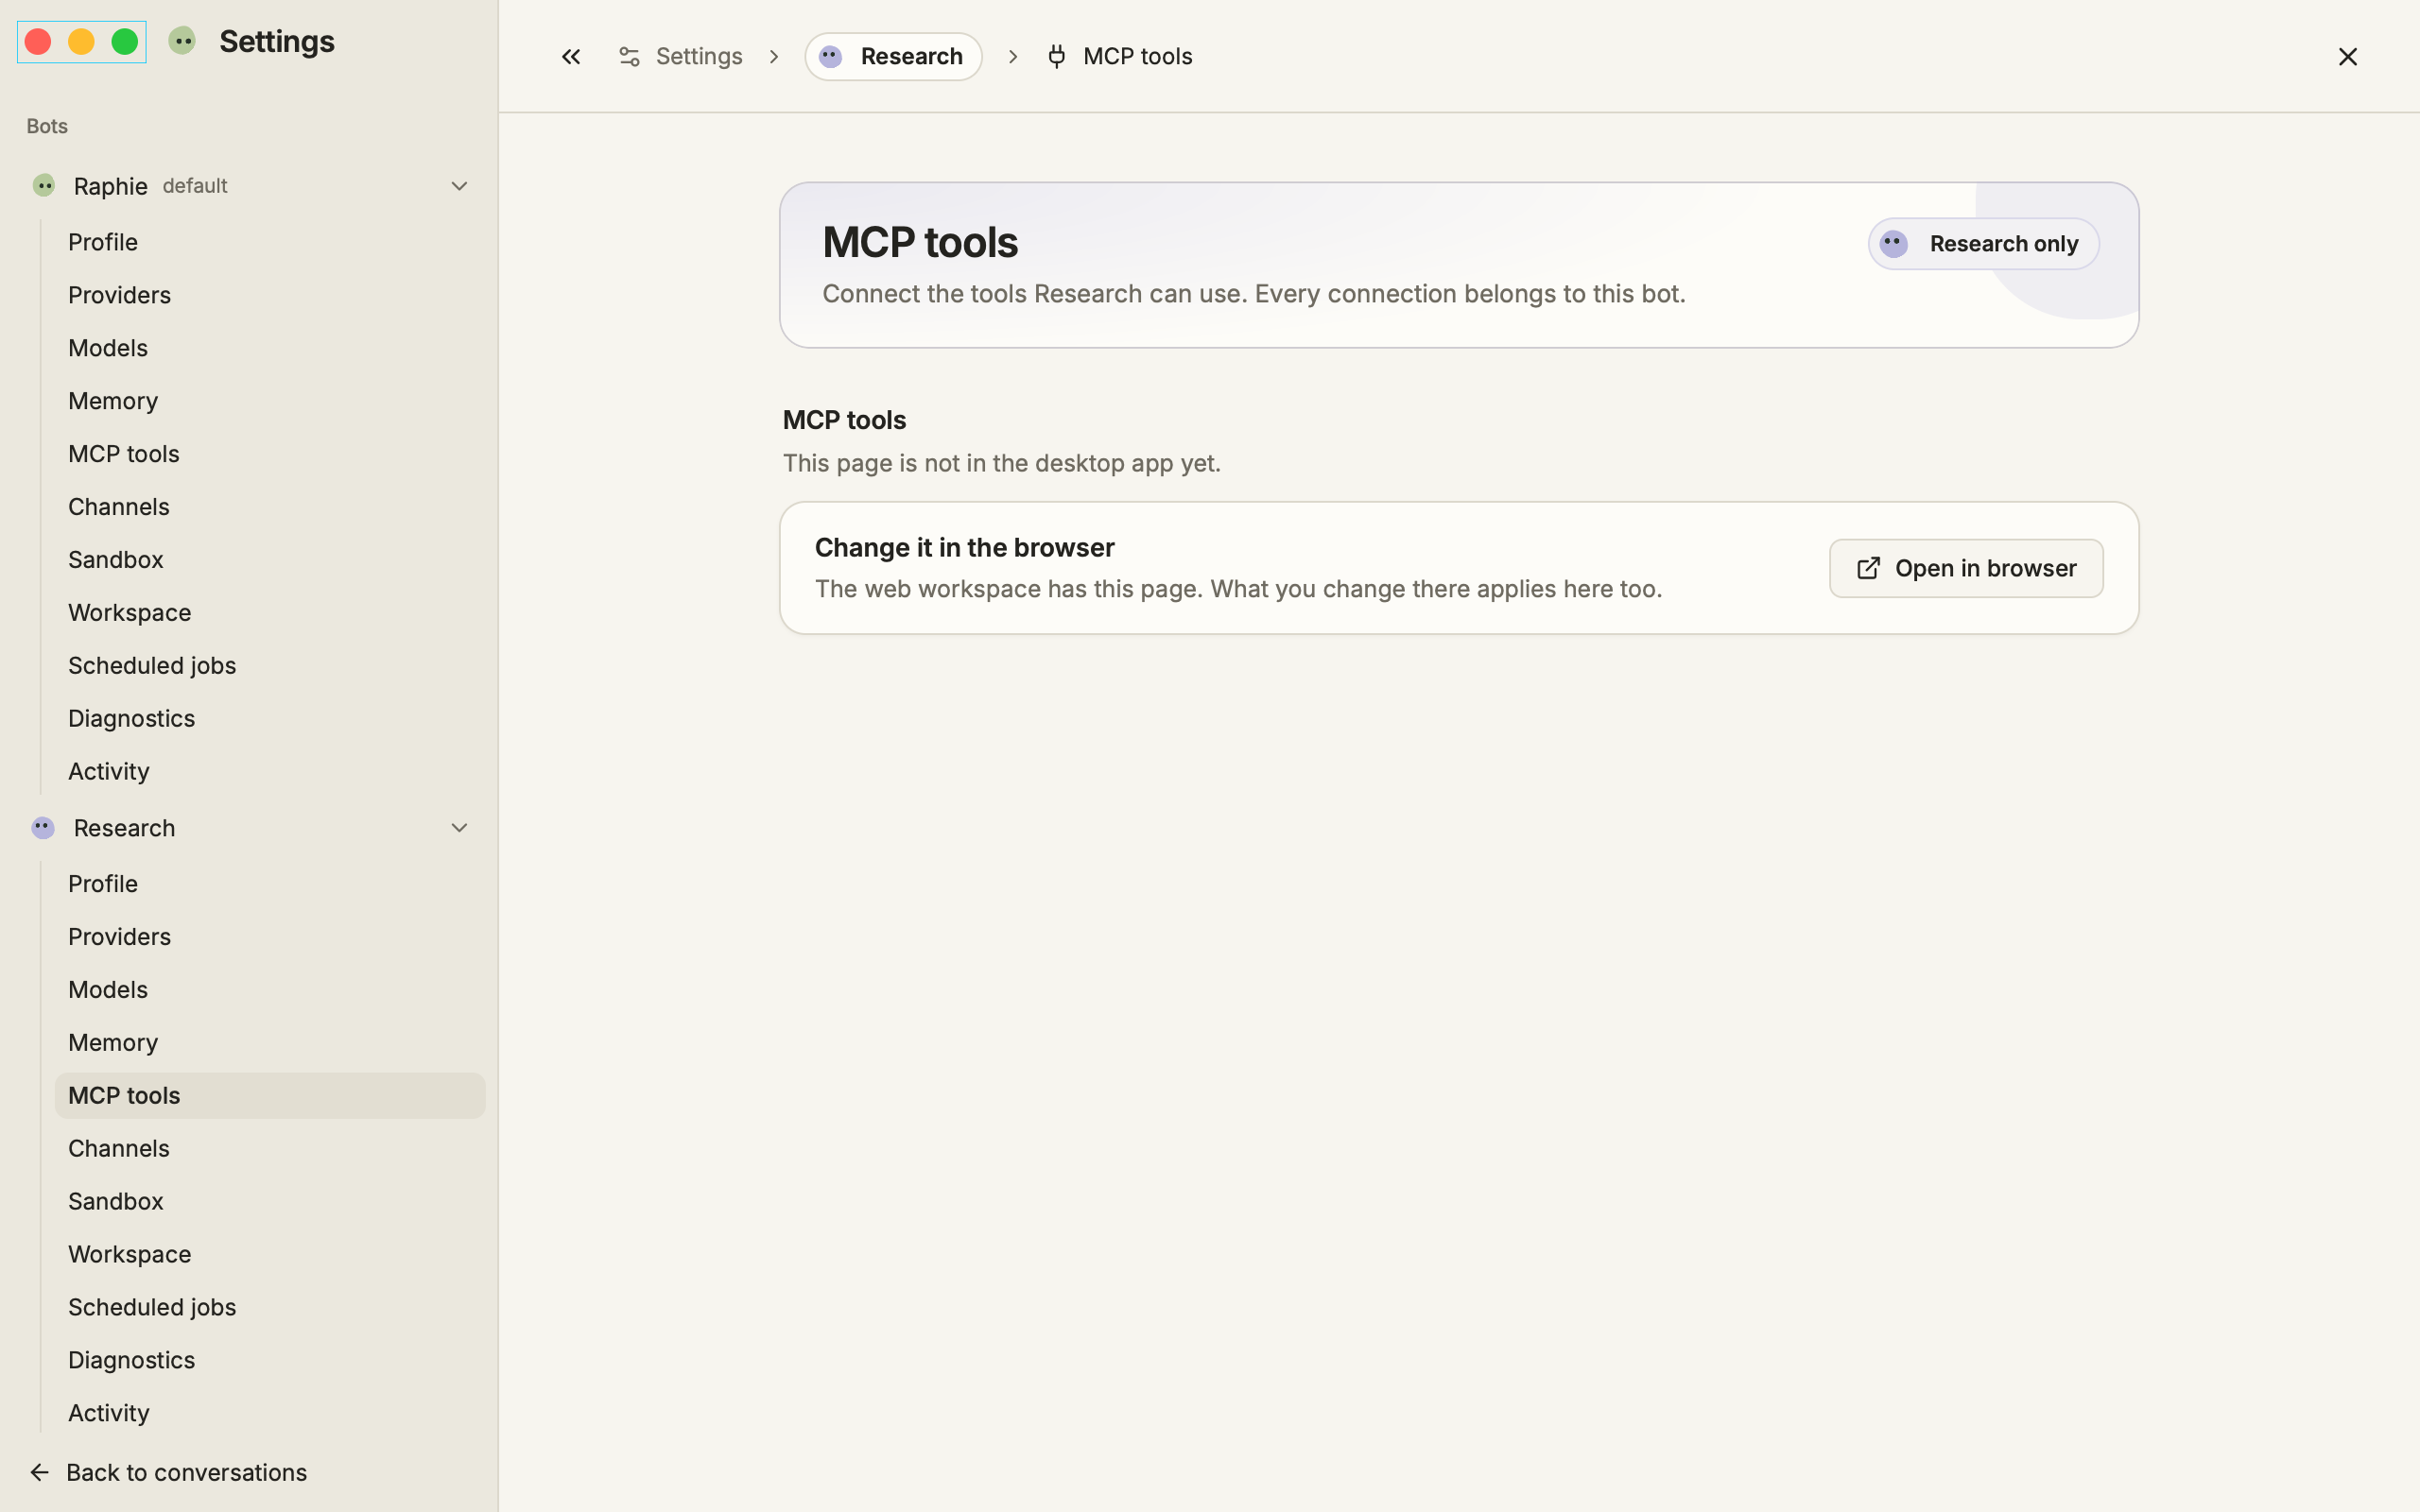 Settings
Bots
Raphie default
Profile
Providers
Models
Memory
MCP tools
Channels
Sandbox
Workspace
Scheduled jobs
Diagnostics
Activity
Research
Profile
Providers
Models
Memory
MCP tools
Channels
Sandbox
Workspace
Scheduled jobs
Diagnostics
Activity
Back to conversations
Settings > Research > MCP tools
MCP tools
Research only
Connect the tools Research can use. Every connection belongs to this bot.
MCP tools
This page is not in the desktop app yet.
Change it in the browser
The web workspace has this page. What you change there applies here too.
Open in browser